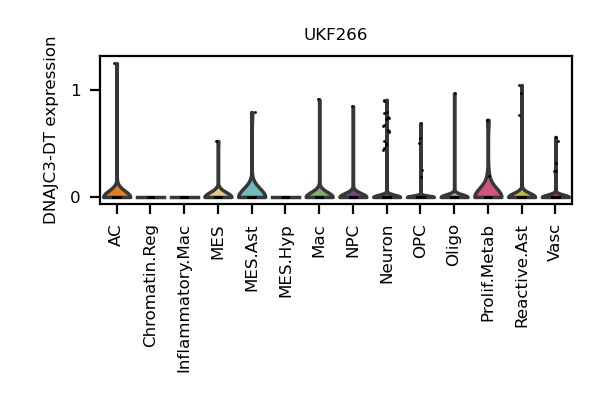 UKF266
DNAJC3-DT expression
1
0
AC
Chromatin.Reg
Inflammatory.Mac
MES
MES.Ast
MES.Hyp
Mac
NPC
Neuron
OPC
Oligo
Prolif.Metab
Reactive.Ast
Vasc